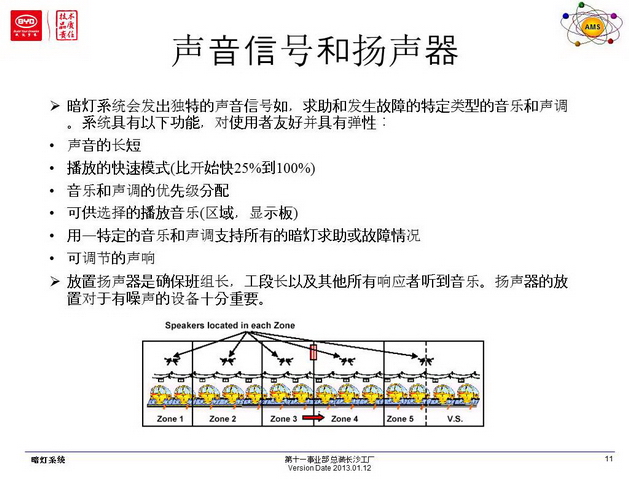 BYD
技术
品质
责任
AMS
声音信号和扬声器
➢ 暗灯系统会发出独特的声音信号如，求助和发生故障的特定类型的音乐和声调
。系统具有以下功能，对使用者友好并具有弹性：
• 声音的长短
• 播放的快速模式(比开始快25%到100%)
• 音乐和声调的优先级分配
• 可供选择的播放音乐(区域，显示板)
• 用一特定的音乐和声调支持所有的暗灯求助或故障情况
• 可调节的声响
➢ 放置扬声器是确保班组长，工段长以及其他所有响应者听到音乐。扬声器的放
置对于有噪声的设备十分重要。
Speakers located in each Zone
Zone 1 Zone 2 Zone 3 Zone 4 Zone 5 V.S.
暗灯系统
第十一事业部总装长沙工厂
Version Date 2013.01.12
11